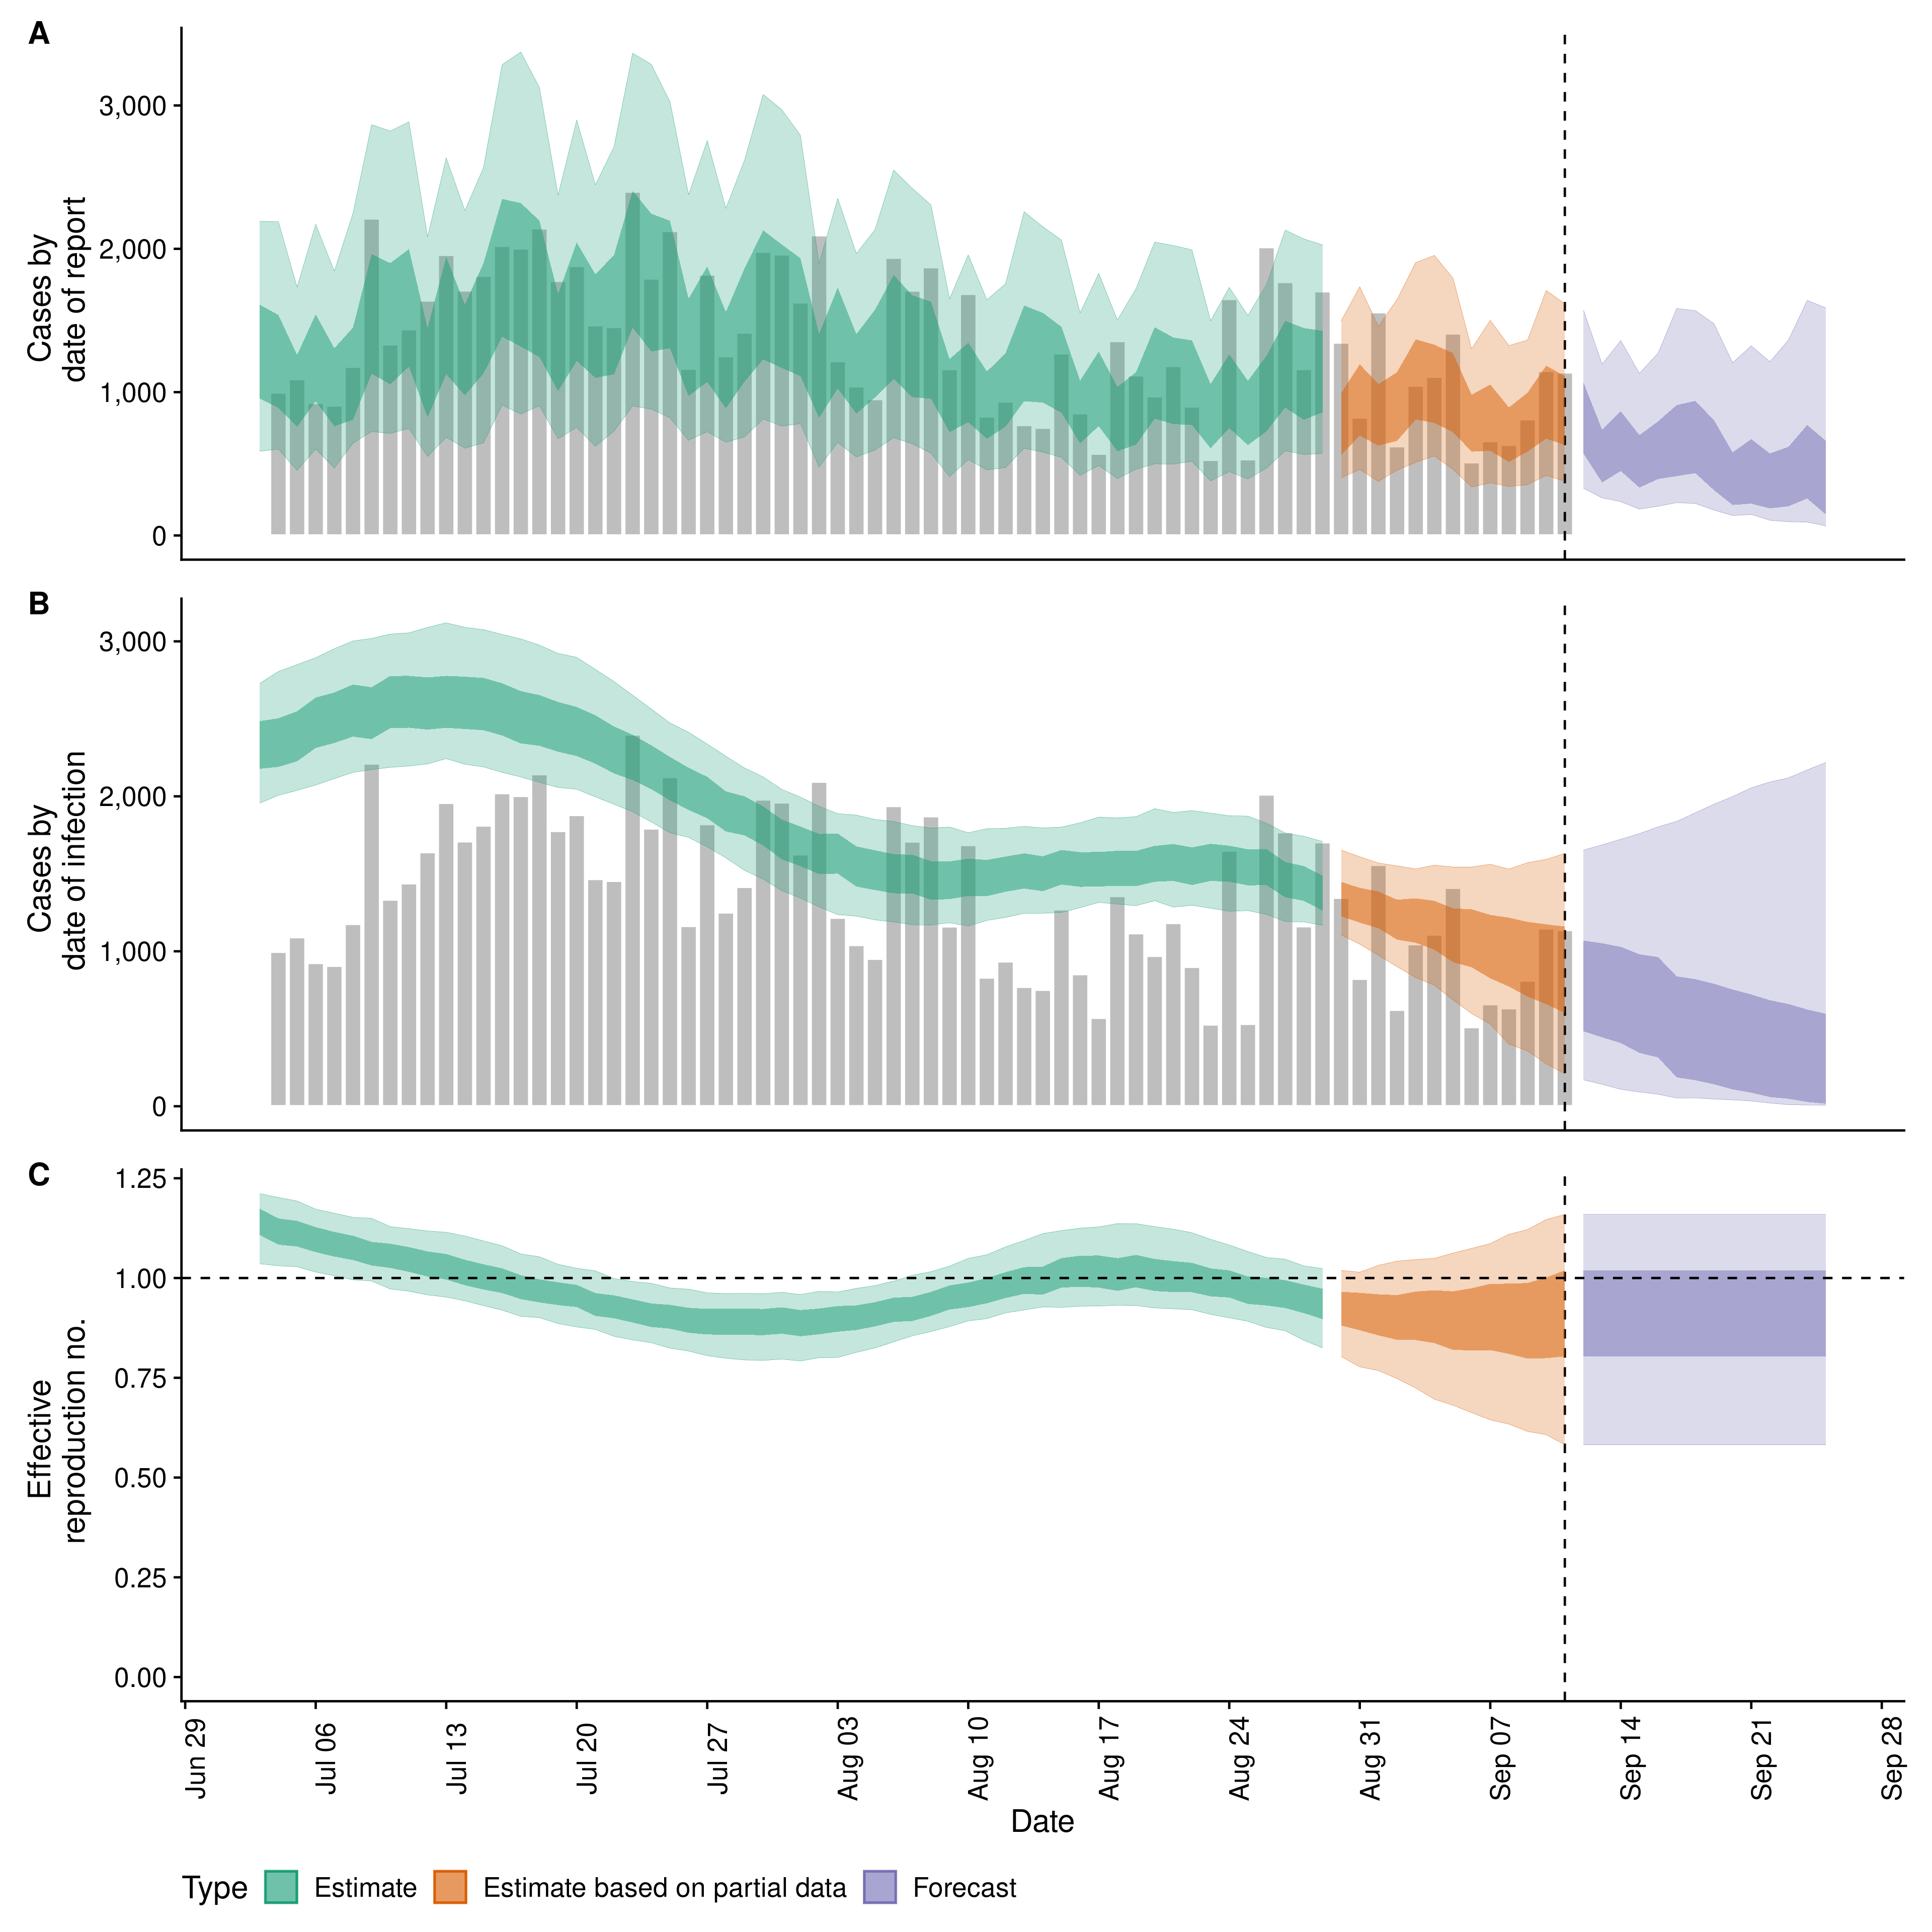 A
Cases by
date of report
3,000
2,000
1,000
0
B
Cases by
date of infection
3,000
2,000
1,000
0
C
Effective
reproduction no.
1.25
1.00
0.75
0.50
0.25
0.00
Jun 29
Jul 06
Jul 13
Jul 20
Jul 27
Aug 03
Aug 10
Aug 17
Aug 24
Aug 31
Sep 07
Sep 14
Sep 21
Sep 28
Date
Type Estimate Estimate based on partial data Forecast